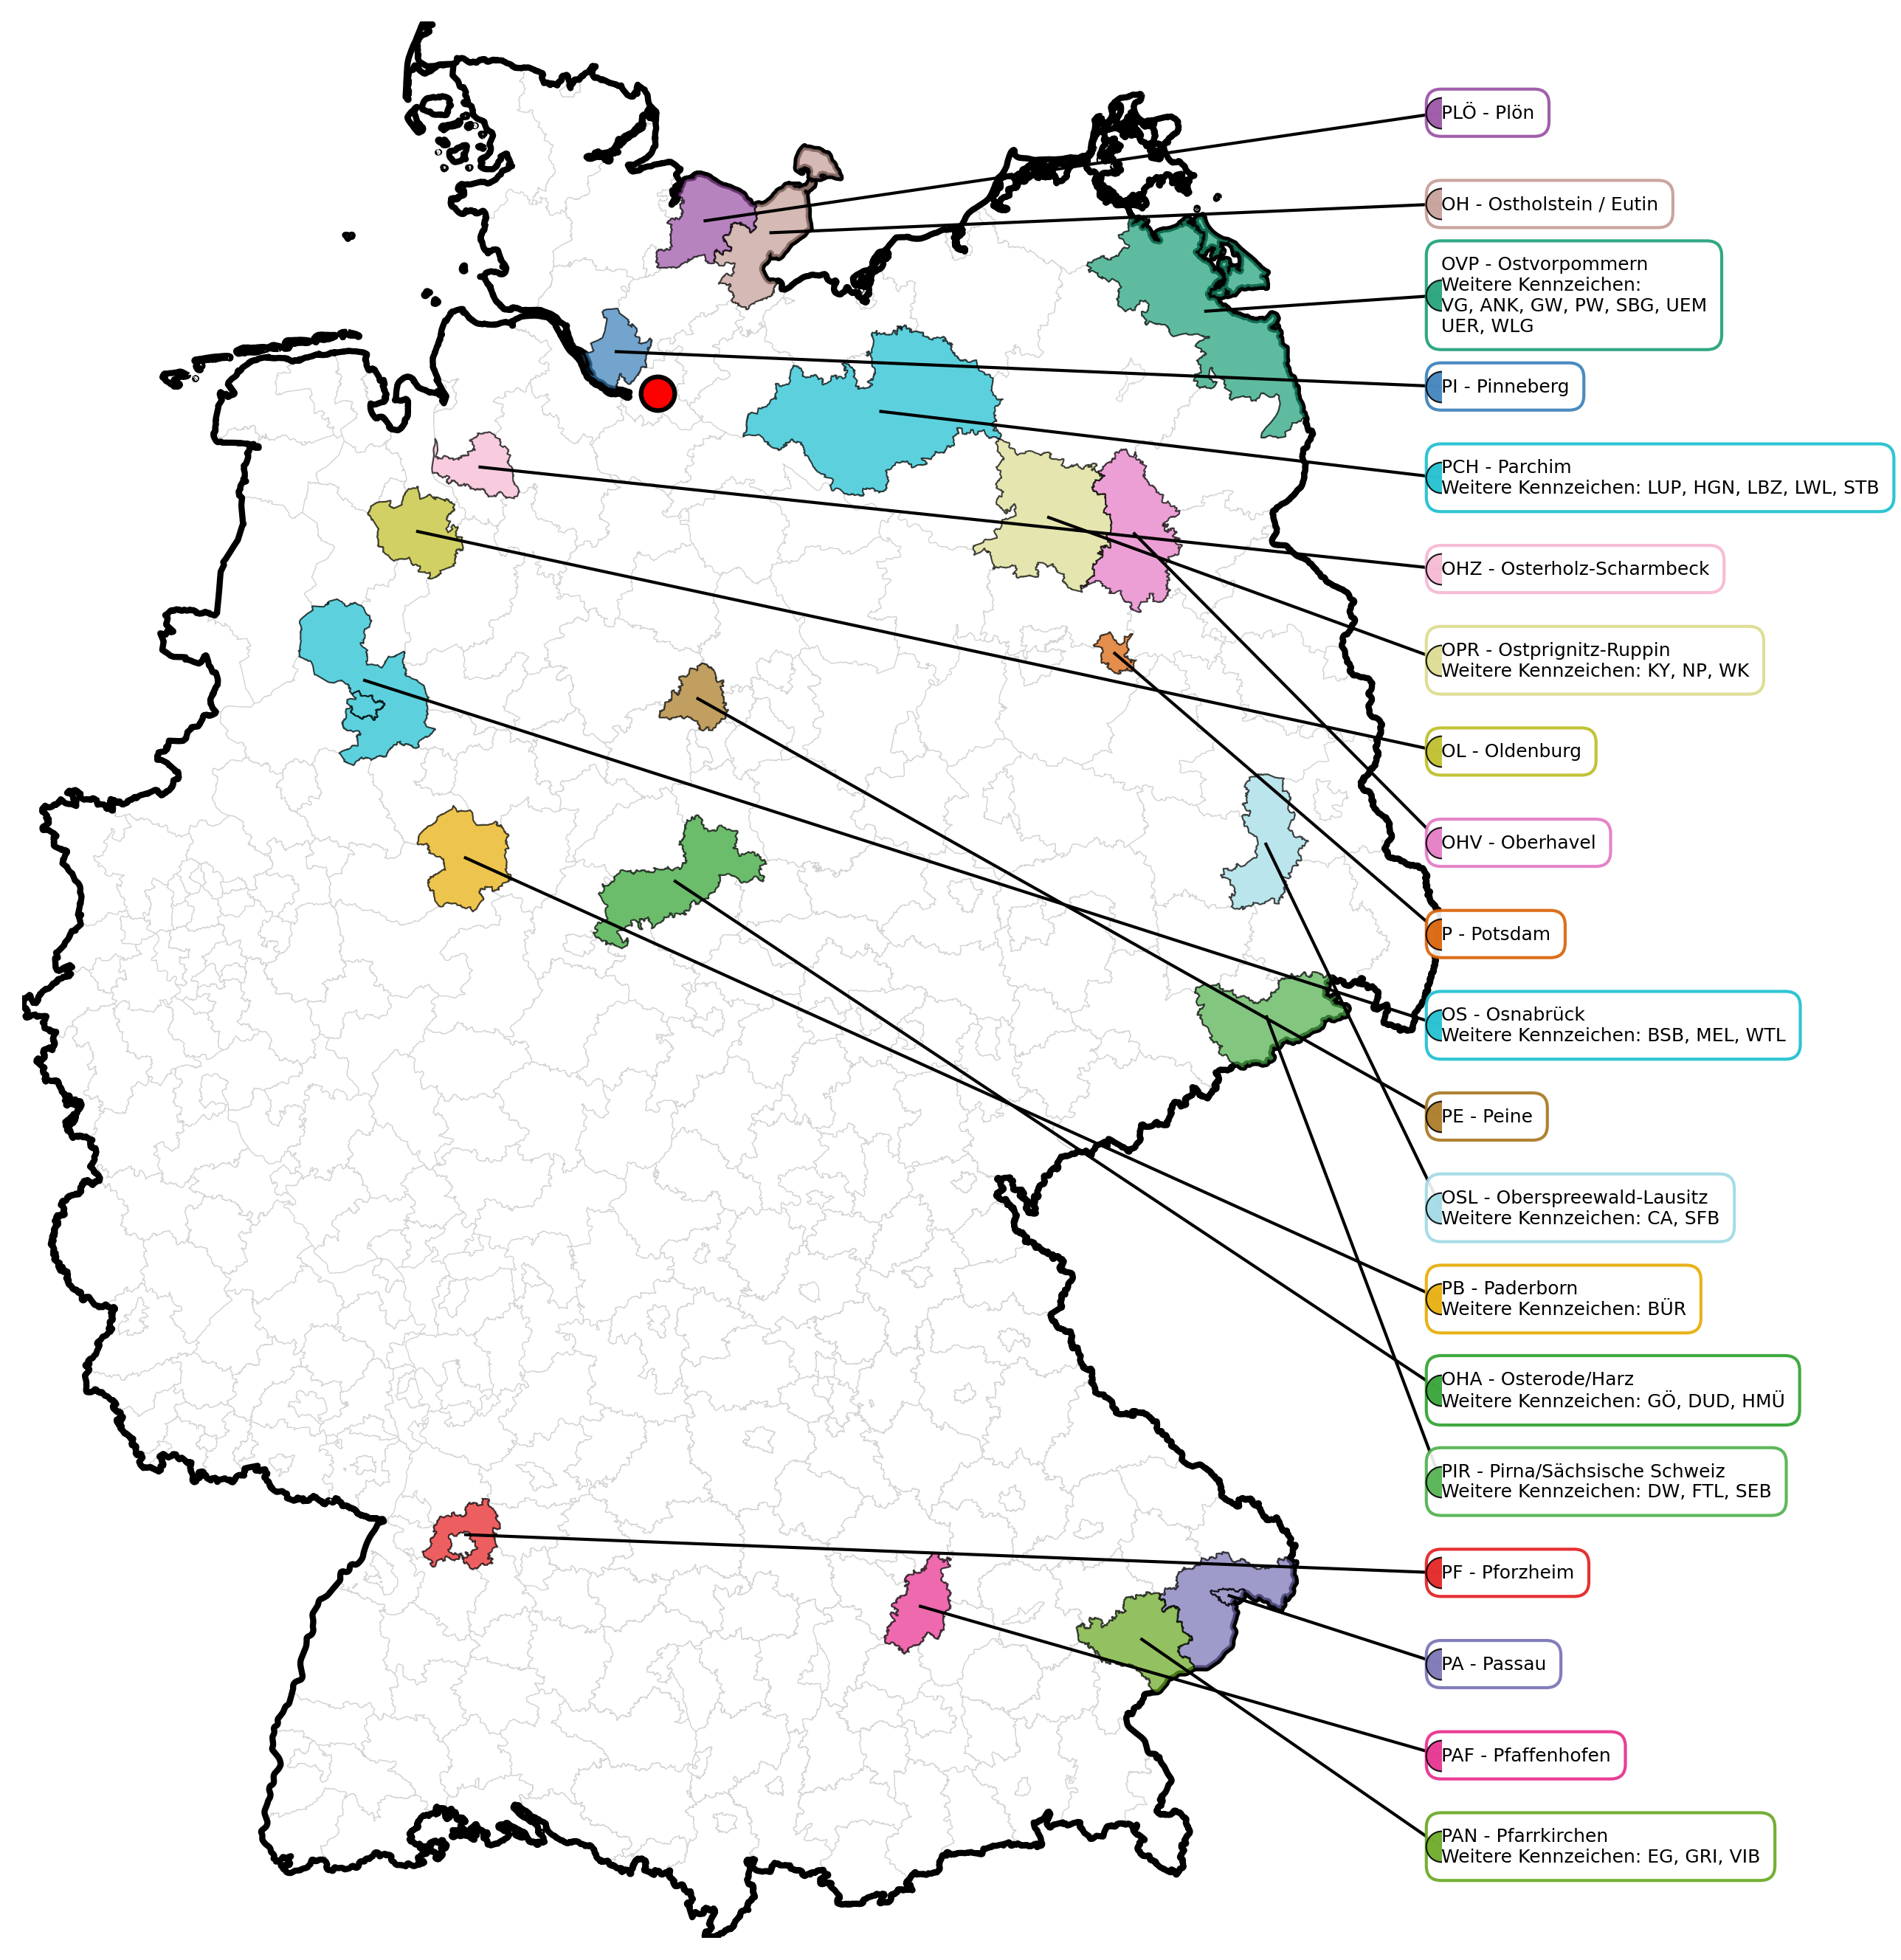 PLÖ - Plön
OH - Ostholstein / Eutin
OVP - Ostvorpommern
Weitere Kennzeichen:
VG, ANK, GW, PW, SBG, UEM
UER, WLG
PI - Pinneberg
PCH - Parchim
Weitere Kennzeichen: LUP, HGN, LBZ, LWL, STB
OHZ - Osterholz-Scharmbeck
OPR - Ostprignitz-Ruppin
Weitere Kennzeichen: KY, NP, WK
OL - Oldenburg
OHV - Oberhavel
P - Potsdam
OS - Osnabrück
Weitere Kennzeichen: BSB, MEL, WTL
PE - Peine
OSL - Oberspreewald-Lausitz
Weitere Kennzeichen: CA, SFB
PB - Paderborn
Weitere Kennzeichen: BÜR
OHA - Osterode/Harz
Weitere Kennzeichen: GÖ, DUD, HMÜ
PIR - Pirna/Sächsische Schweiz
Weitere Kennzeichen: DW, FTL, SEB
PF - Pforzheim
PA - Passau
PAF - Pfaffenhofen
PAN - Pfarrkirchen
Weitere Kennzeichen: EG, GRI, VIB